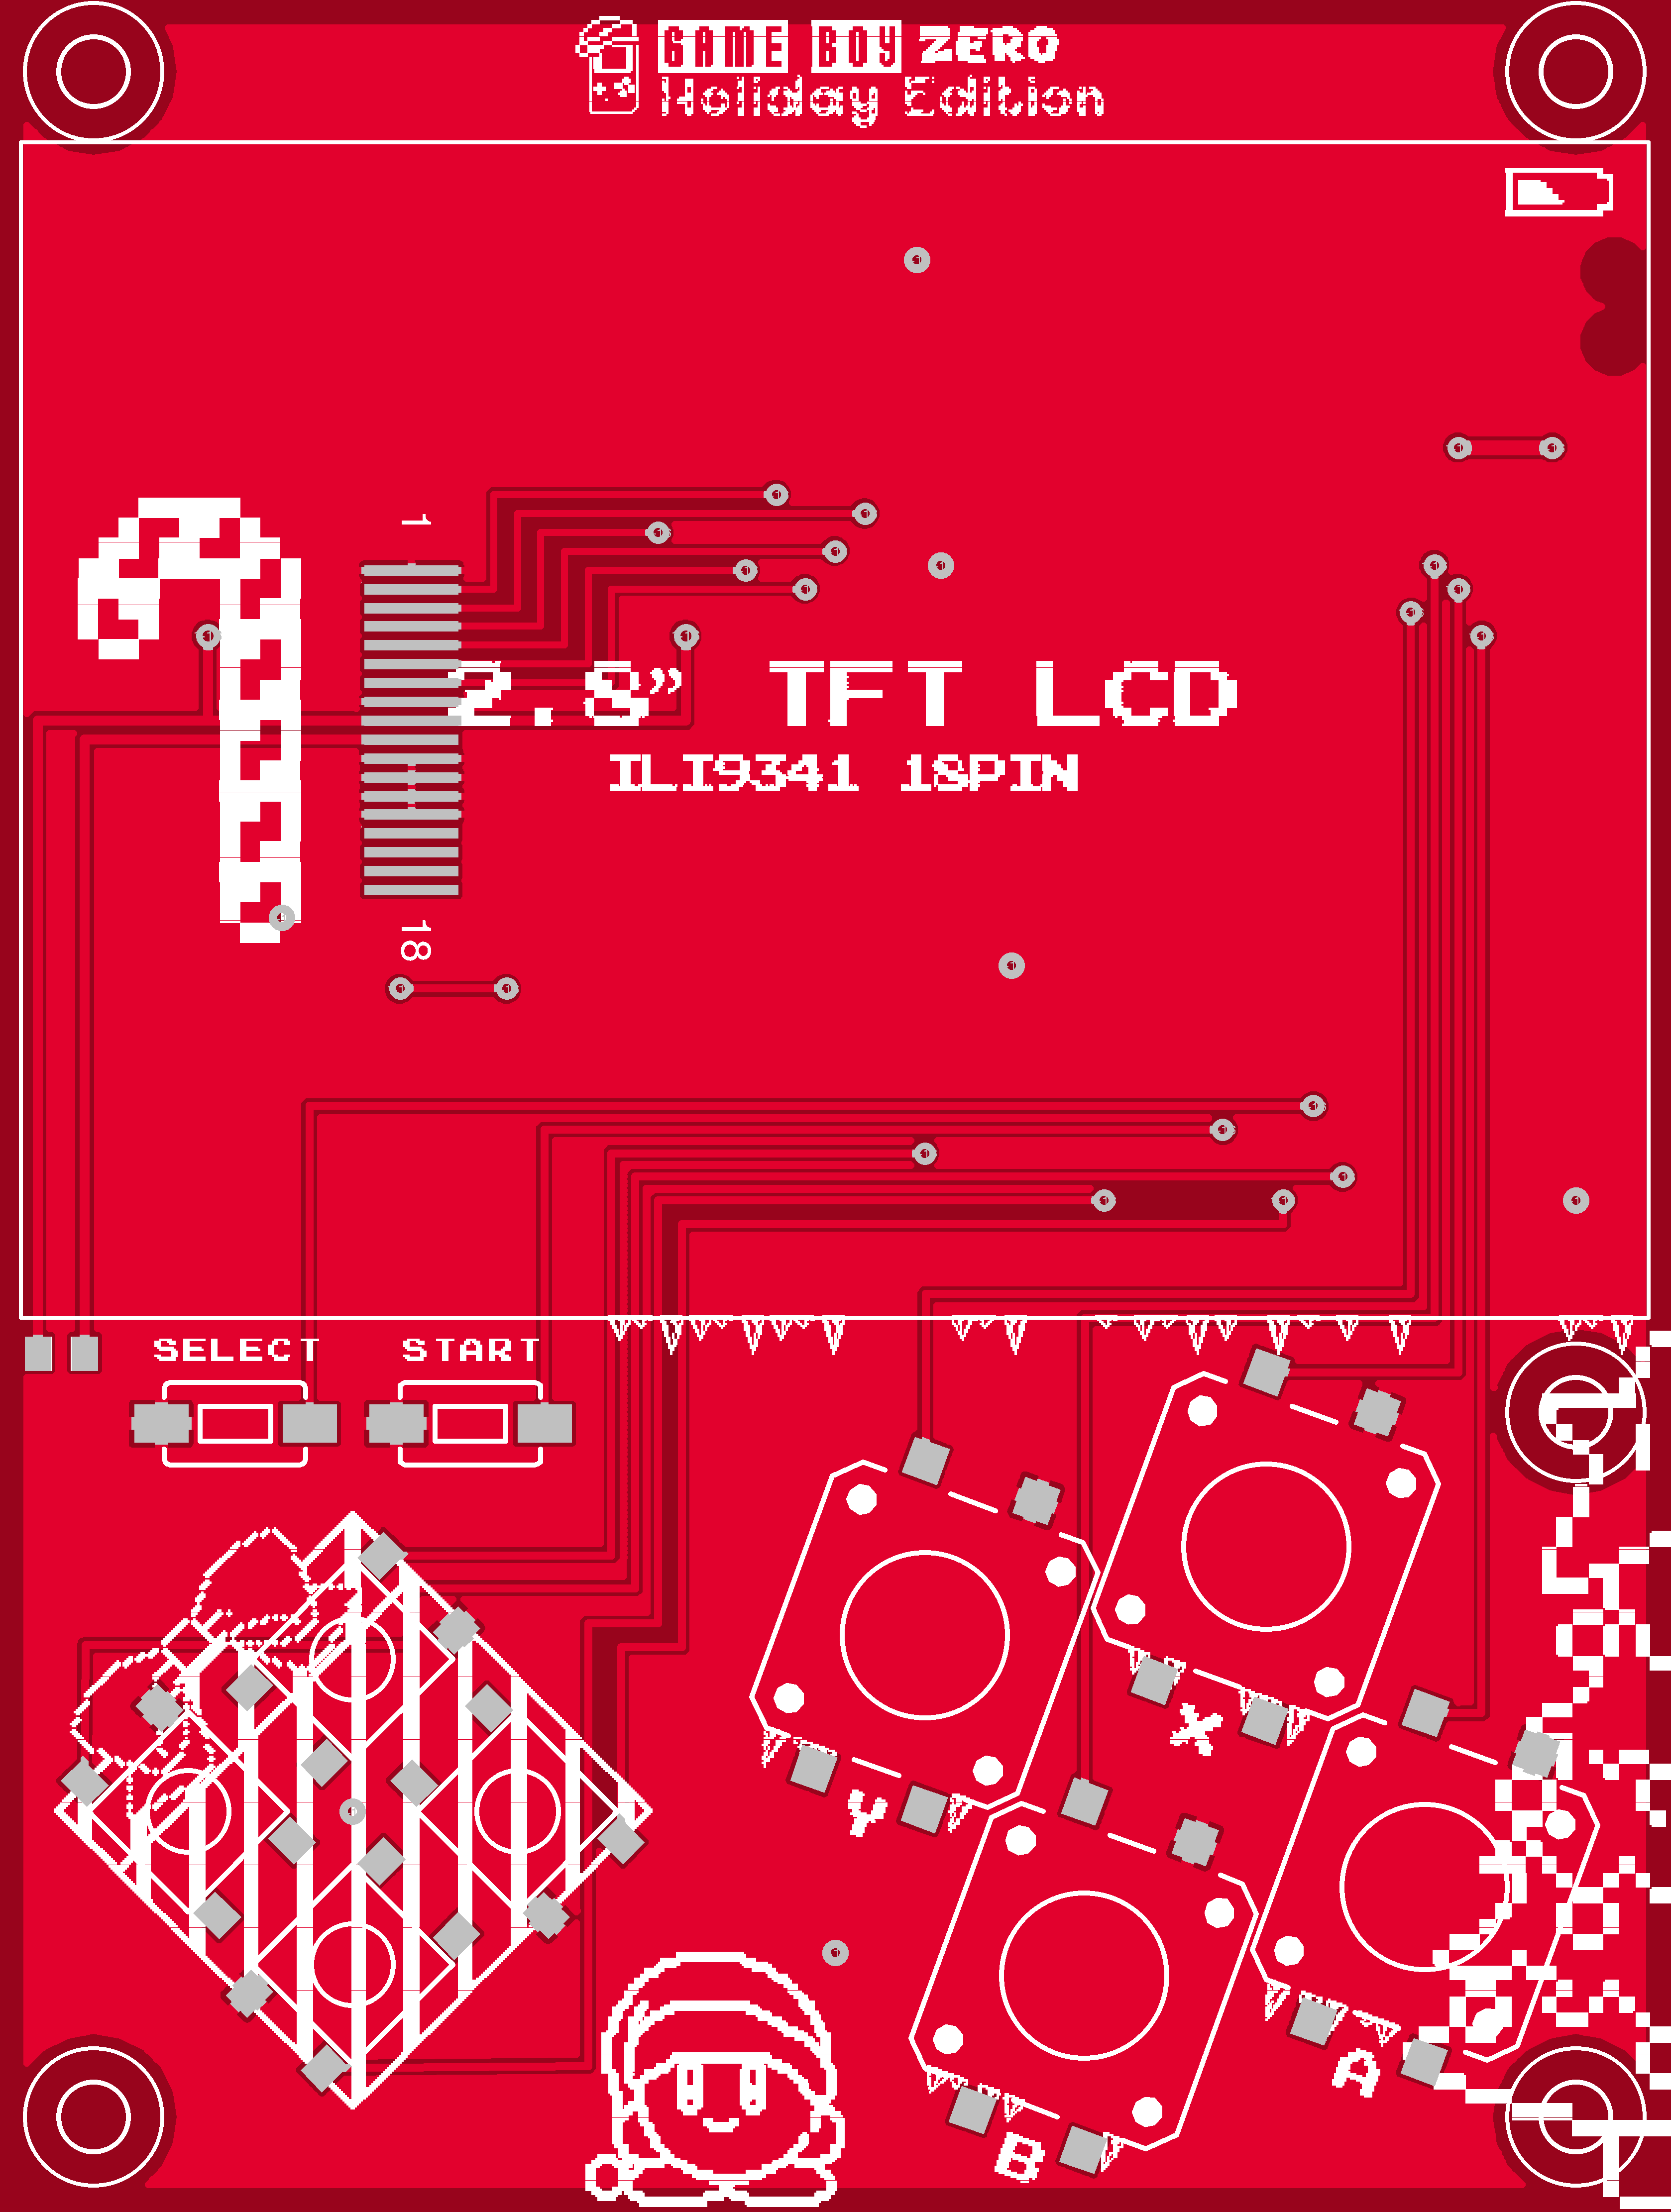 GAME BOY ZERO
Holiday Edition
1
2.8" TFT LCD
ILI9341 18PIN
18
SELECT START
X
Y
A
B